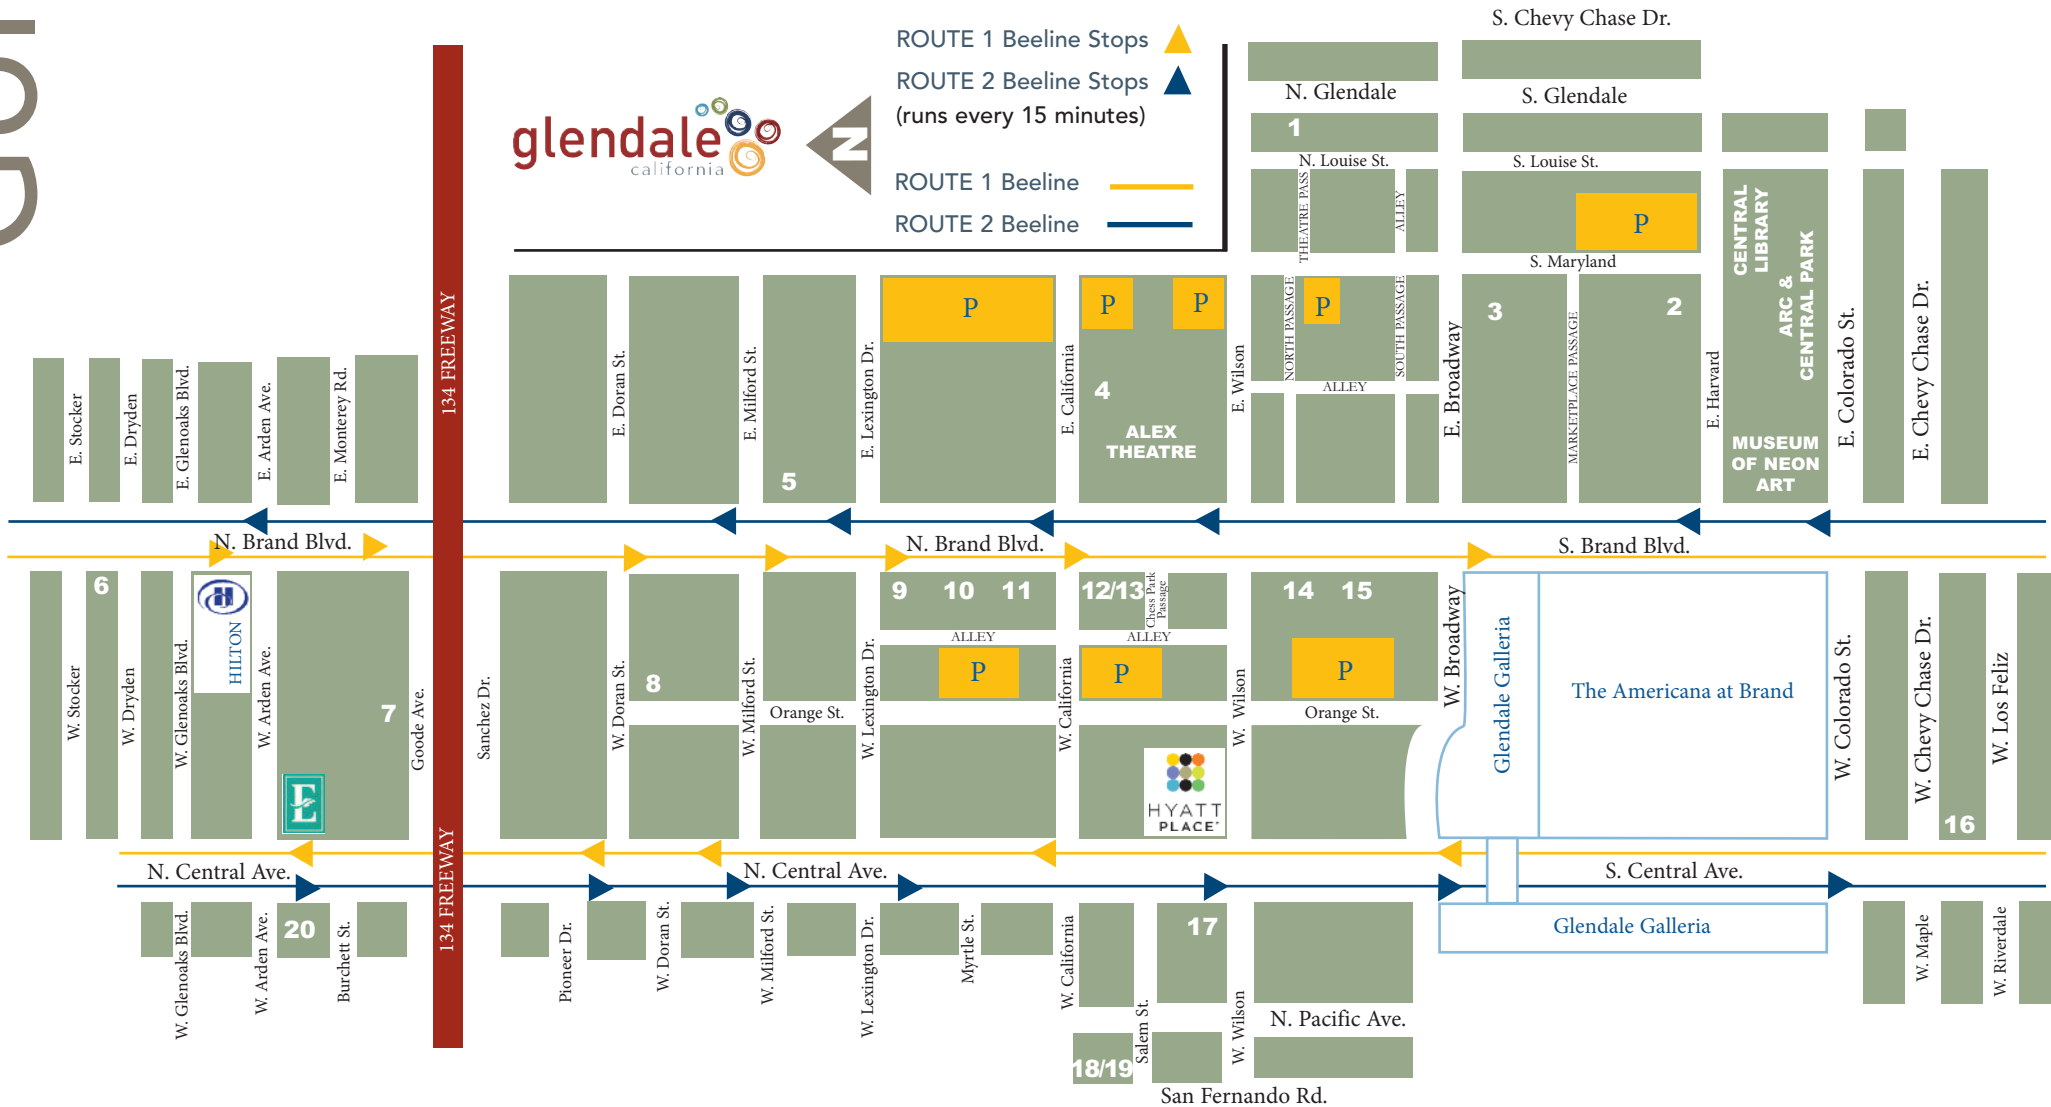 ROUTE 1 Beeline Stops
ROUTE 2 Beeline Stops
(runs every 15 minutes)
ROUTE 1 Beeline
ROUTE 2 Beeline
glendale
california
N
S. Chevy Chase Dr.
N. Glendale
S. Glendale
1
N. Louise St.
S. Louise St.
THEATRE PASS
ALLEY
P
S. Maryland
CENTRAL
LIBRARY
ARC &
CENTRAL PARK
MUSEUM
OF NEON
ART
134 FREEWAY
P
P
P
P
NORTH PASSAGE
SOUTH PASSAGE
ALLEY
3
MARKETPLACE PASSAGE
2
4
ALEX
THEATRE
5
E. Stocker
E. Dryden
E. Glenoaks Blvd.
E. Arden Ave.
E. Monterey Rd.
E. Doran St.
E. Milford St.
E. Lexington Dr.
E. California
E. Wilson
E. Broadway
E. Harvard
E. Colorado St.
E. Chevy Chase Dr.
N. Brand Blvd.
N. Brand Blvd.
S. Brand Blvd.
6
HILTON
7
E
8
9
10
11
12/13
Chess Park
Passage
14
15
ALLEY
ALLEY
P
P
P
Orange St.
Orange St.
HYATT
PLACE
Glendale Galleria
The Americana at Brand
16
W. Stocker
W. Dryden
W. Glenoaks Blvd.
W. Arden Ave.
Goode Ave.
Sanchez Dr.
W. Doran St.
W. Milford St.
W. Lexington Dr.
W. California
W. Wilson
W. Broadway
W. Colorado St.
W. Chevy Chase Dr.
W. Los Feliz
134 FREEWAY
N. Central Ave.
N. Central Ave.
S. Central Ave.
20
17
Glendale Galleria
W. Glenoaks Blvd.
W. Arden Ave.
Burchett St.
Pioneer Dr.
W. Doran St.
W. Milford St.
W. Lexington Dr.
Myrtle St.
W. California
Salem St.
W. Wilson
W. Maple
W. Riverdale
N. Pacific Ave.
18/19
San Fernando Rd.